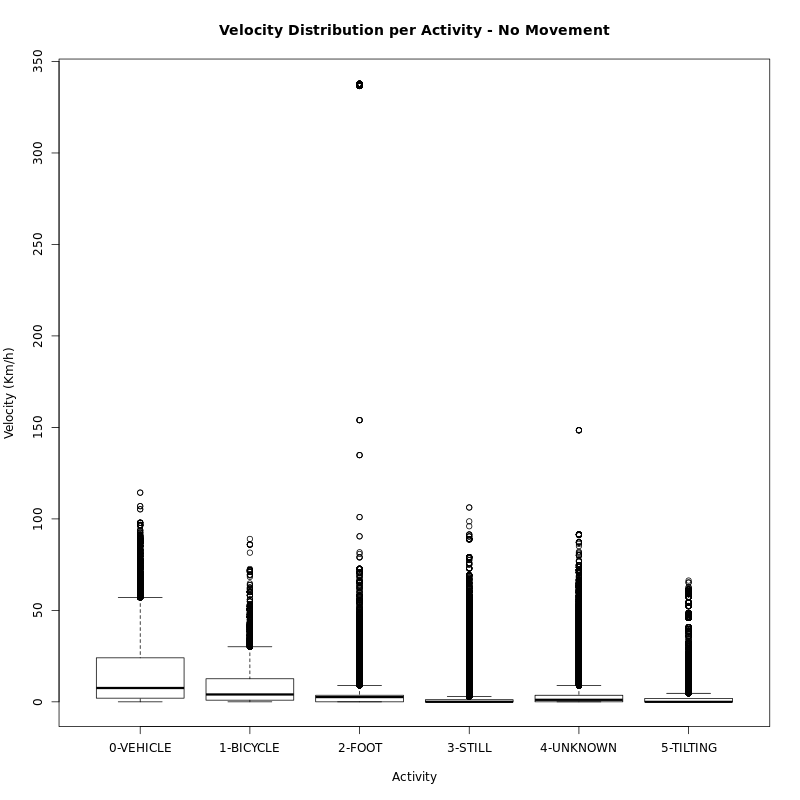 Velocity Distribution per Activity - No Movement
350
300
250
200
150
100
50
0
Velocity (Km/h)
0-VEHICLE 1-BICYCLE 2-FOOT 3-STILL 4-UNKNOWN 5-TILTING
Activity